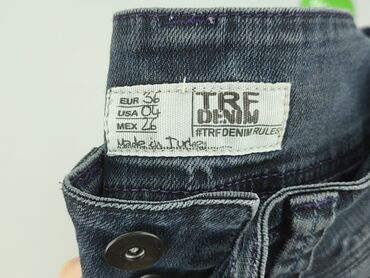 EUR 36
USA 04
MEX 26
TRF
DENIM
#TRFDENIMRULES
Made in Turkey